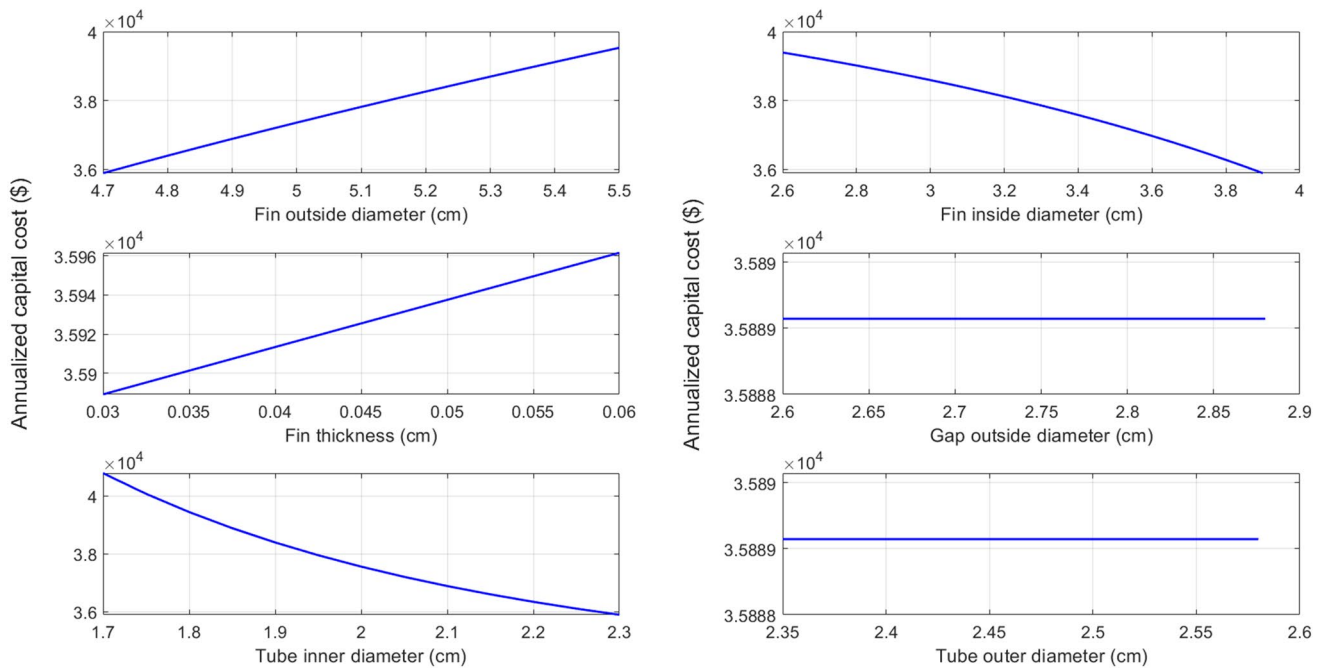 ×10⁴
4
3.8
3.6
4.7 4.8 4.9 5 5.1 5.2 5.3 5.4 5.5
Fin outside diameter (cm)
×10⁴
4
3.8
3.6
2.6 2.8 3 3.2 3.4 3.6 3.8 4
Fin inside diameter (cm)
Annualized capital cost ($)
×10⁴
3.596
3.594
3.592
3.59
0.03 0.035 0.04 0.045 0.05 0.055 0.06
Fin thickness (cm)
Annualized capital cost ($)
×10⁴
3.589
3.5889
3.5888
2.6 2.65 2.7 2.75 2.8 2.85 2.9
Gap outside diameter (cm)
×10⁴
4
3.8
3.6
1.7 1.8 1.9 2 2.1 2.2 2.3
Tube inner diameter (cm)
×10⁴
3.589
3.5889
3.5888
2.35 2.4 2.45 2.5 2.55 2.6
Tube outer diameter (cm)